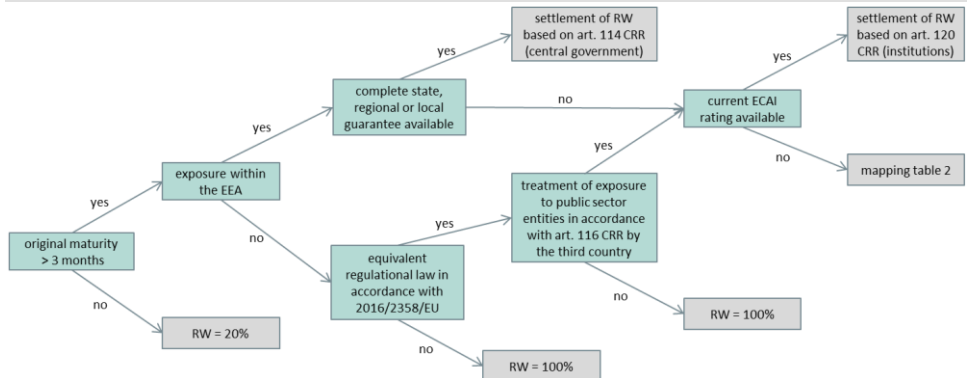 settlement of RW
based on art. 114 CRR
(central government)
settlement of RW
based on art. 120
CRR (institutions)
yes
yes
complete state,
regional or local
guarantee available
no
current ECAI
rating available
yes
yes
no
exposure within
the EEA
treatment of exposure
to public sector
entities in accordance
with art. 116 CRR by
the third country
mapping table 2
yes
yes
no
original maturity
> 3 months
equivalent
regulational law in
accordance with
2016/2358/EU
no
no
RW = 100%
RW = 20%
no
RW = 100%